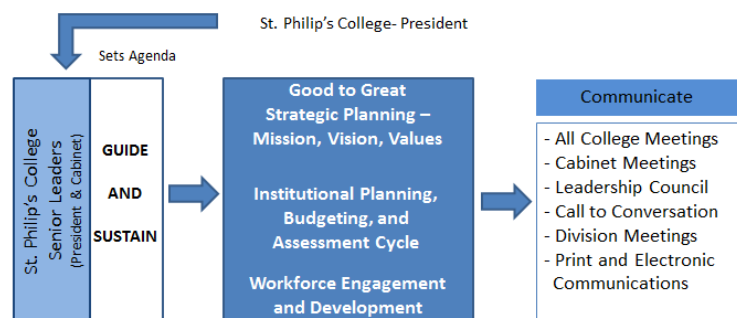 St. Philip's College- President
Sets Agenda
St. Philip's College
Senior Leaders
(President & Cabinet)
GUIDE
AND
SUSTAIN
Good to Great
Strategic Planning –
Mission, Vision, Values
Institutional Planning,
Budgeting, and
Assessment Cycle
Workforce Engagement
and Development
Communicate
- All College Meetings
- Cabinet Meetings
- Leadership Council
- Call to Conversation
- Division Meetings
- Print and Electronic
Communications